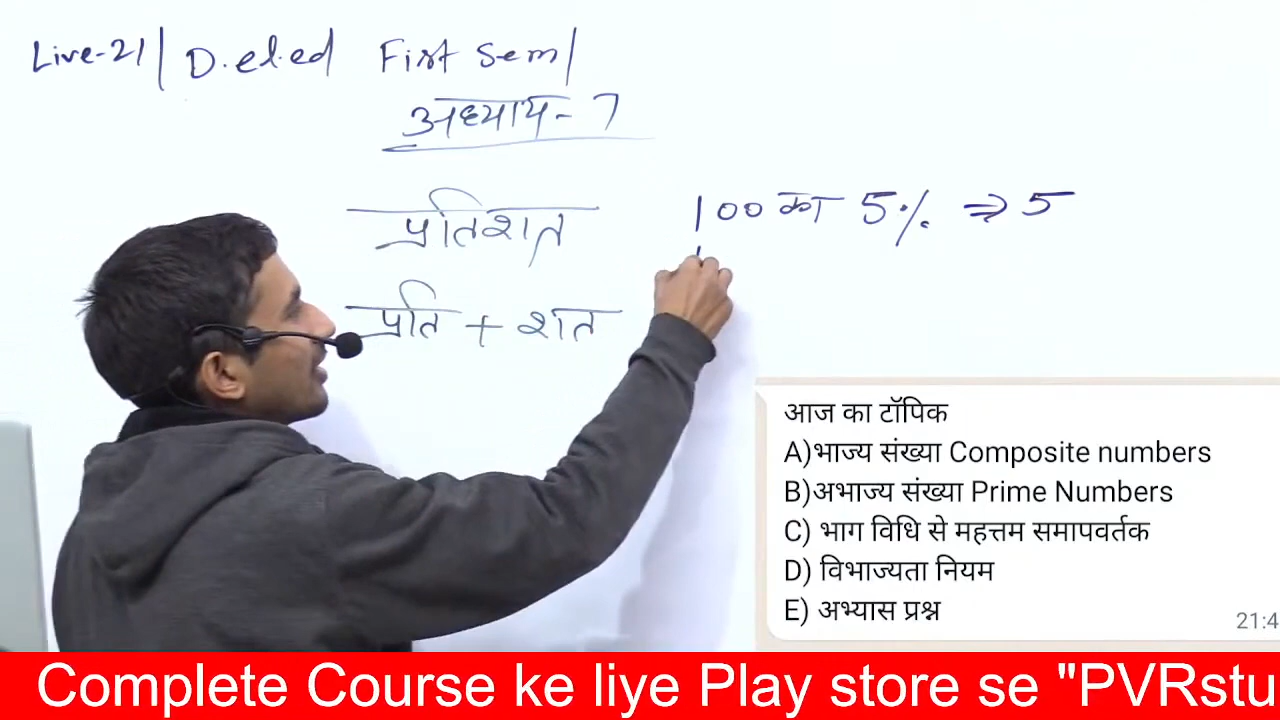 Live-21 | D.el.ed First Sem |
अध्याय - 7
प्रतिशत
100 का 5% ⇒ 5
प्रति + शत
आज का टॉपिक
A)भाज्य संख्या Composite numbers
B)अभाज्य संख्या Prime Numbers
C) भाग विधि से महत्तम समापवर्तक
D) विभाज्यता नियम
E) अभ्यास प्रश्न
21:4
Complete Course ke liye Play store se "PVRstu